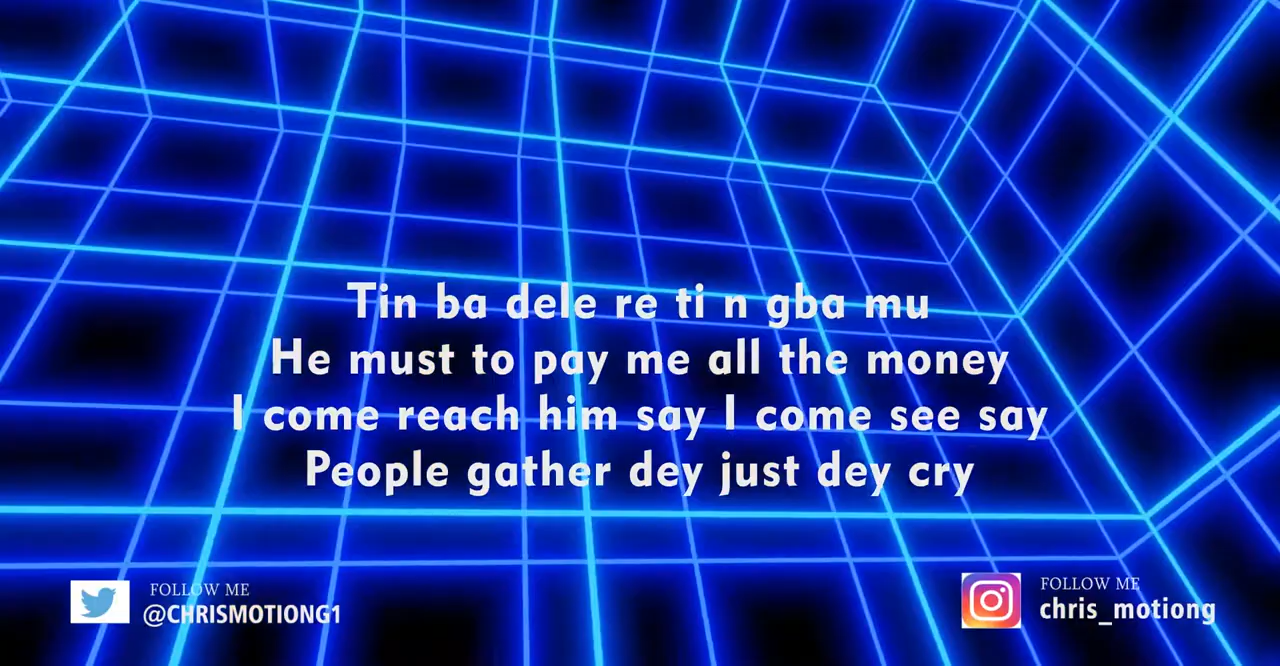 Tin ba dele re ti n gba mu
He must to pay me all the money
I come reach him say I come see say
People gather dey just dey cry
FOLLOW ME
@CHRISMOTIONG1
FOLLOW ME
chris_motiong